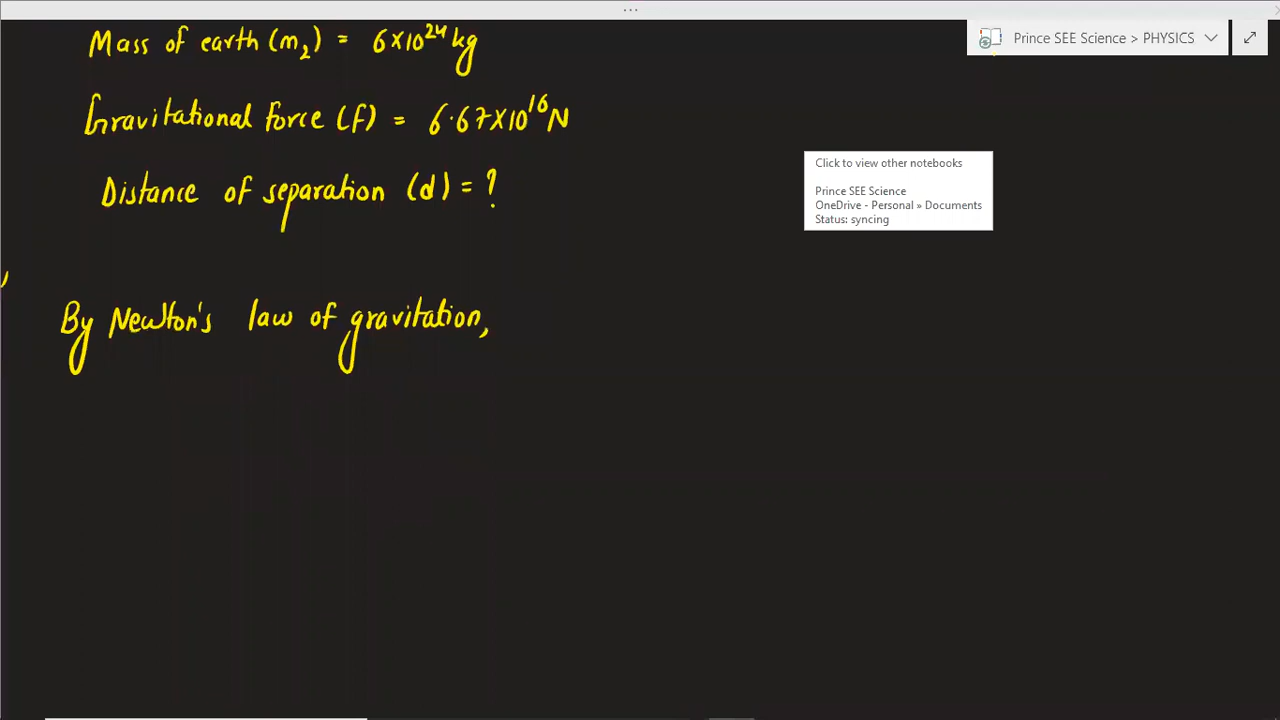 Mass of earth (m₂) = 6×10²⁴ kg
Prince SEE Science > PHYSICS
Gravitational Force (F) = 6.67×10¹⁶ N
Click to view other notebooks
Prince SEE Science
OneDrive - Personal » Documents
Status: syncing
Distance of separation (d) = ?
By Newton's law of gravitation,